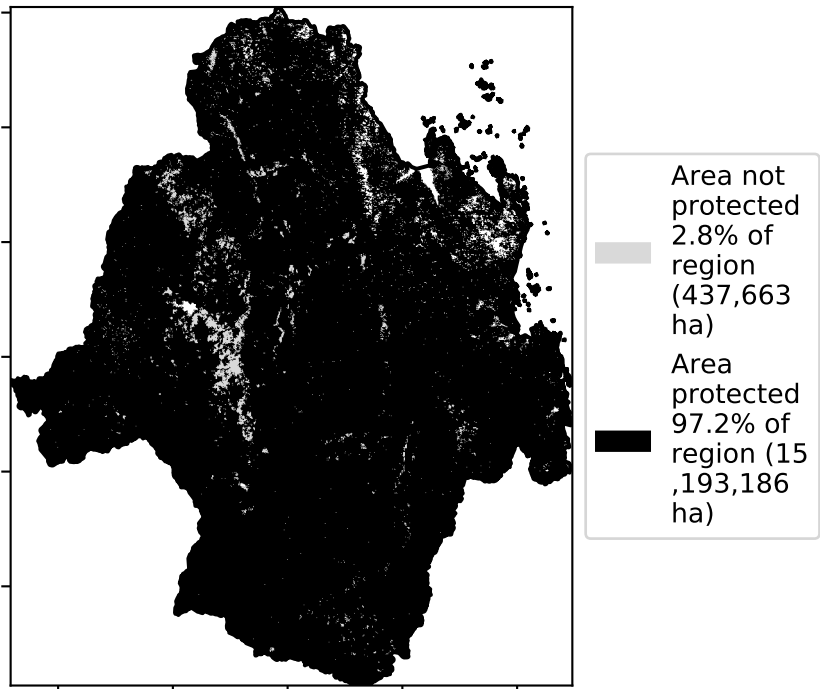 Area not
protected
2.8% of
region
(437,663
ha)
Area
protected
97.2% of
region (15
,193,186
ha)